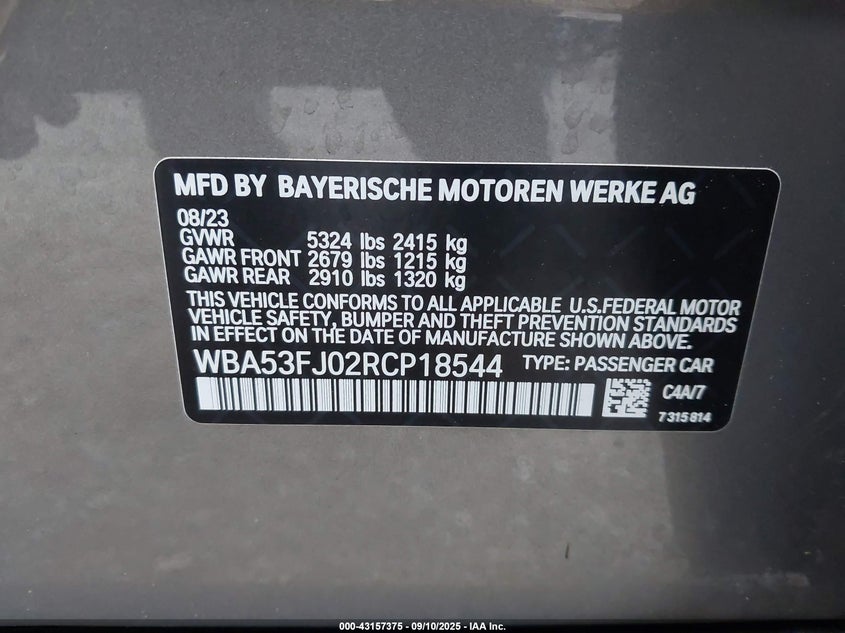 MFD BY BAYERISCHE MOTOREN WERKE AG
08/23
GVWR 5324 lbs 2415 kg
GAWR FRONT 2679 lbs 1215 kg
GAWR REAR 2910 lbs 1320 kg
THIS VEHICLE CONFORMS TO ALL APPLICABLE U.S.FEDERAL MOTOR
VEHICLE SAFETY, BUMPER AND THEFT PREVENTION STANDARDS
IN EFFECT ON THE DATE OF MANUFACTURE SHOWN ABOVE.
WBA53FJ02RCP18544 TYPE: PASSENGER CAR
C4A/7
7315814
000-43157375 - 09/10/2025 - IAA Inc.